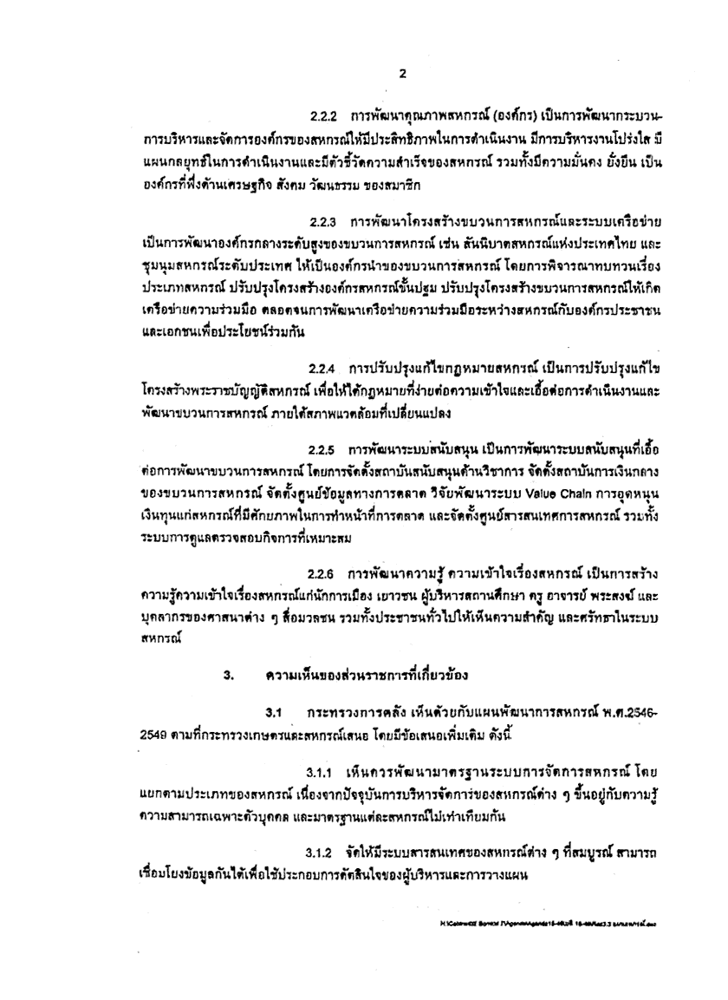 2
2.2.2 การพัฒนาคุณภาพสหกรณ์ (องค์กร) เป็นการพัฒนากระบวน-
การบริหารและจัดการองค์กรของสหกรณ์ให้มีประสิทธิภาพในการดำเนินงาน มีการบริหารงานโปร่งใส มี
แผนกลยุทธ์ในการดำเนินงานและมีตัวชี้วัดความสำเร็จของสหกรณ์ รวมทั้งมีความมั่นคง ยั่งยืน เป็น
องค์กรที่พึ่งด้านเศรษฐกิจ สังคม วัฒนธรรม ของสมาชิก
2.2.3 การพัฒนาโครงสร้างขบวนการสหกรณ์และระบบเครือข่าย
เป็นการพัฒนาองค์กรกลางระดับสูงของขบวนการสหกรณ์ เช่น สันนิบาตสหกรณ์แห่งประเทศไทย และ
ชุมนุมสหกรณ์ระดับประเทศ ให้เป็นองค์กรนำของขบวนการสหกรณ์ โดยการพิจารณาทบทวนเรื่อง
ประเภทสหกรณ์ ปรับปรุงโครงสร้างองค์กรสหกรณ์ขั้นปฐม ปรับปรุงโครงสร้างขบวนการสหกรณ์ให้เกิด
เครือข่ายความร่วมมือ ตลอดจนการพัฒนาเครือข่ายความร่วมมือระหว่างสหกรณ์กับองค์กรประชาชน
และเอกชนเพื่อประโยชน์ร่วมกัน
2.2.4 การปรับปรุงแก้ไขกฎหมายสหกรณ์ เป็นการปรับปรุงแก้ไข
โครงสร้างพระราชบัญญัติสหกรณ์ เพื่อให้ได้กฎหมายที่ง่ายต่อความเข้าใจและเอื้อต่อการดำเนินงานและ
พัฒนาขบวนการสหกรณ์ ภายใต้สภาพแวดล้อมที่เปลี่ยนแปลง
2.2.5 การพัฒนาระบบสนับสนุน เป็นการพัฒนาระบบสนับสนุนที่เอื้อ
ต่อการพัฒนาขบวนการสหกรณ์ โดยการจัดตั้งสถาบันสนับสนุนด้านวิชาการ จัดตั้งสถาบันการเงินกลาง
ของขบวนการสหกรณ์ จัดตั้งศูนย์ข้อมูลทางการตลาด วิจัยพัฒนาระบบ Value Chain การอุดหนุน
เงินทุนแก่สหกรณ์ที่มีศักยภาพในการทำหน้าที่การตลาด และจัดตั้งศูนย์สารสนเทศการสหกรณ์ รวมทั้ง
ระบบการดูแลตรวจสอบกิจการที่เหมาะสม
2.2.6 การพัฒนาความรู้ ความเข้าใจเรื่องสหกรณ์ เป็นการสร้าง
ความรู้ความเข้าใจเรื่องสหกรณ์แก่นักการเมือง เยาวชน ผู้บริหารสถานศึกษา ครู อาจารย์ พระสงฆ์ และ
บุคลากรของศาสนาต่าง ๆ สื่อมวลชน รวมทั้งประชาชนทั่วไปให้เห็นความสำคัญ และศรัทธาในระบบ
สหกรณ์
3. ความเห็นของส่วนราชการที่เกี่ยวข้อง
3.1 กระทรวงการคลัง เห็นด้วยกับแผนพัฒนาการสหกรณ์ พ.ศ.2546-
2549 ตามที่กระทรวงเกษตรและสหกรณ์เสนอ โดยมีข้อเสนอเพิ่มเติม ดังนี้
3.1.1 เห็นควรพัฒนามาตรฐานระบบการจัดการสหกรณ์ โดย
แยกตามประเภทของสหกรณ์ เนื่องจากปัจจุบันการบริหารจัดการของสหกรณ์ต่าง ๆ ขึ้นอยู่กับความรู้
ความสามารถเฉพาะตัวบุคคล และมาตรฐานแต่ละสหกรณ์ไม่เท่าเทียมกัน
3.1.2 จัดให้มีระบบสารสนเทศของสหกรณ์ต่าง ๆ ที่สมบูรณ์ สามารถ
เชื่อมโยงข้อมูลกันได้เพื่อใช้ประกอบการตัดสินใจของผู้บริหารและการวางแผน